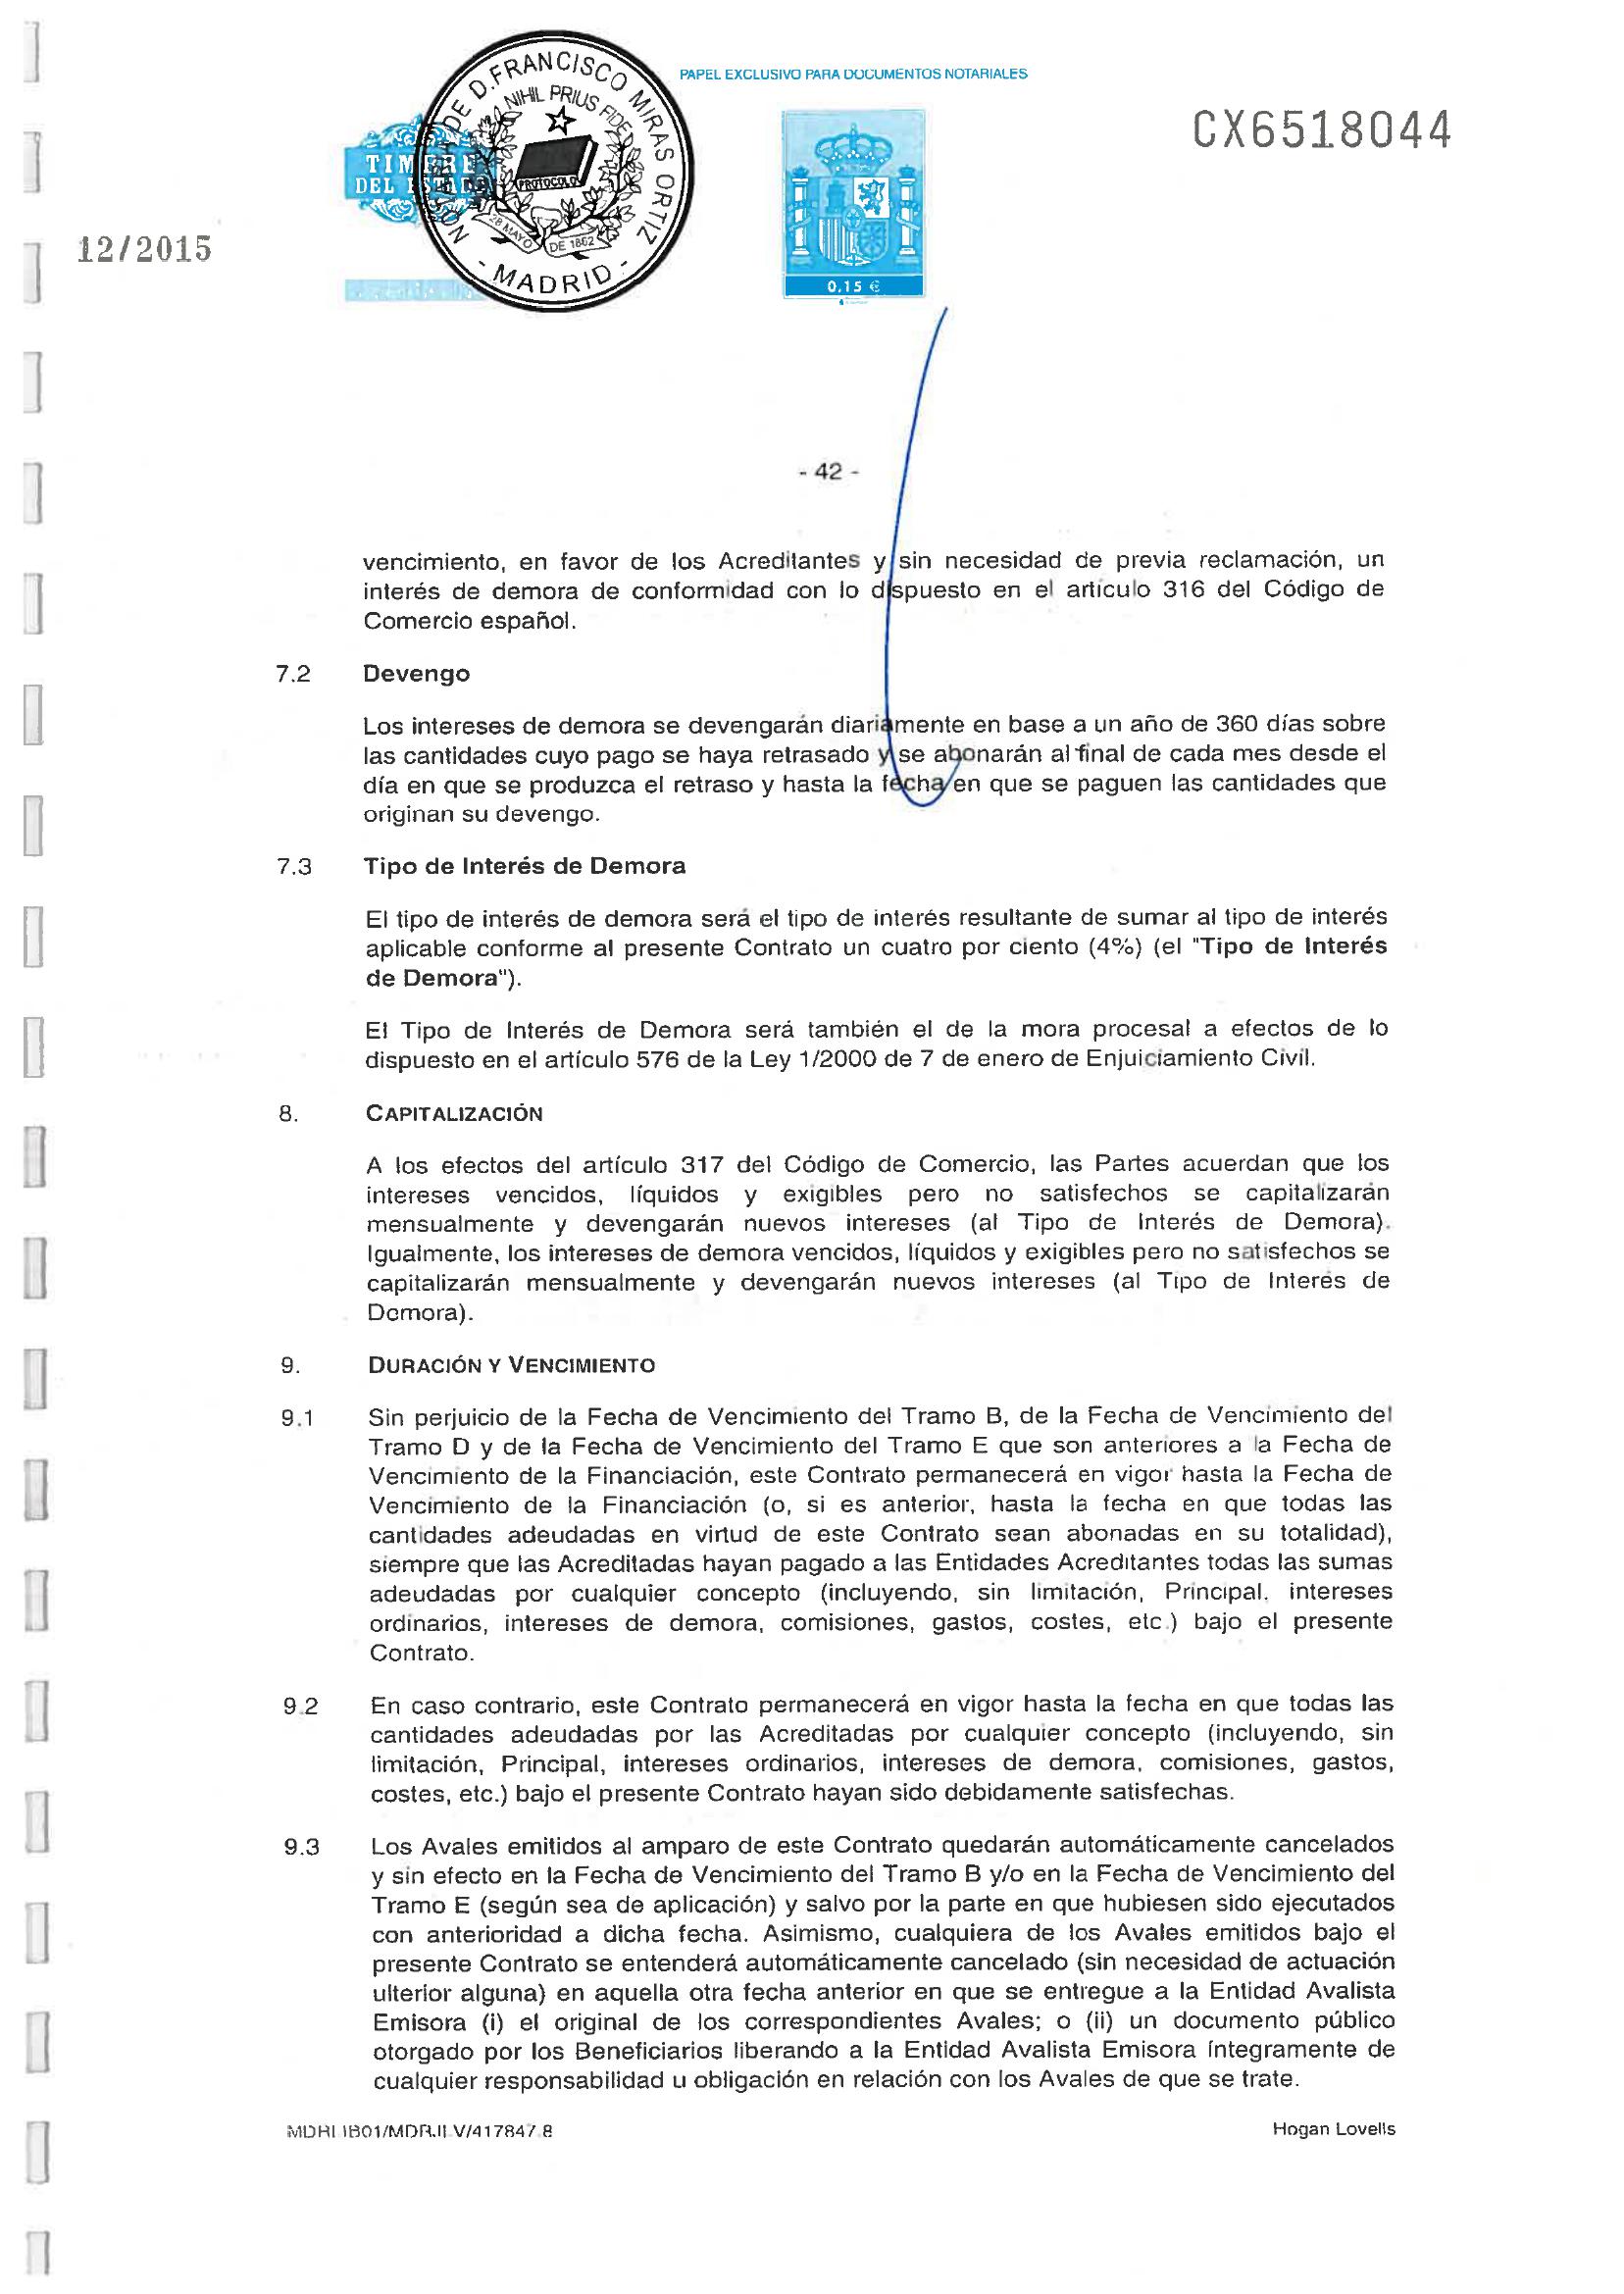 PAPEL EXCLUSIVO PARA DOCUMENTOS NOTARIALES
NOTARIA DE D. FRANCISCO MIRAS ORTIZ
- MADRID -
NIHIL PRIUS FIDE
PROTOCOLO
28 MAYO DE 1862
TIMBRE
DEL ESTADO
0,15 €
CX6518044
12/2015
- 42 -
vencimiento, en favor de los Acreditantes y sin necesidad de previa reclamación, un
interés de demora de conformidad con lo dispuesto en el artículo 316 del Código de
Comercio español.
7.2 Devengo
Los intereses de demora se devengarán diariamente en base a un año de 360 días sobre
las cantidades cuyo pago se haya retrasado y se abonarán al final de cada mes desde el
día en que se produzca el retraso y hasta la fecha en que se paguen las cantidades que
originan su devengo.
7.3 Tipo de Interés de Demora
El tipo de interés de demora será el tipo de interés resultante de sumar al tipo de interés
aplicable conforme al presente Contrato un cuatro por ciento (4%) (el "Tipo de Interés
de Demora").
El Tipo de Interés de Demora será también el de la mora procesal a efectos de lo
dispuesto en el artículo 576 de la Ley 1/2000 de 7 de enero de Enjuiciamiento Civil.
8. CAPITALIZACIÓN
A los efectos del artículo 317 del Código de Comercio, las Partes acuerdan que los
intereses vencidos, líquidos y exigibles pero no satisfechos se capitalizarán
mensualmente y devengarán nuevos intereses (al Tipo de Interés de Demora).
Igualmente, los intereses de demora vencidos, líquidos y exigibles pero no satisfechos se
capitalizarán mensualmente y devengarán nuevos intereses (al Tipo de Interés de
Demora).
9. DURACIÓN Y VENCIMIENTO
9.1 Sin perjuicio de la Fecha de Vencimiento del Tramo B, de la Fecha de Vencimiento del
Tramo D y de la Fecha de Vencimiento del Tramo E que son anteriores a la Fecha de
Vencimiento de la Financiación, este Contrato permanecerá en vigor hasta la Fecha de
Vencimiento de la Financiación (o, si es anterior, hasta la fecha en que todas las
cantidades adeudadas en virtud de este Contrato sean abonadas en su totalidad),
siempre que las Acreditadas hayan pagado a las Entidades Acreditantes todas las sumas
adeudadas por cualquier concepto (incluyendo, sin limitación, Principal, intereses
ordinarios, intereses de demora, comisiones, gastos, costes, etc.) bajo el presente
Contrato.
9.2 En caso contrario, este Contrato permanecerá en vigor hasta la fecha en que todas las
cantidades adeudadas por las Acreditadas por cualquier concepto (incluyendo, sin
limitación, Principal, intereses ordinarios, intereses de demora, comisiones, gastos,
costes, etc.) bajo el presente Contrato hayan sido debidamente satisfechas.
9.3 Los Avales emitidos al amparo de este Contrato quedarán automáticamente cancelados
y sin efecto en la Fecha de Vencimiento del Tramo B y/o en la Fecha de Vencimiento del
Tramo E (según sea de aplicación) y salvo por la parte en que hubiesen sido ejecutados
con anterioridad a dicha fecha. Asimismo, cualquiera de los Avales emitidos bajo el
presente Contrato se entenderá automáticamente cancelado (sin necesidad de actuación
ulterior alguna) en aquella otra fecha anterior en que se entregue a la Entidad Avalista
Emisora (i) el original de los correspondientes Avales; o (ii) un documento público
otorgado por los Beneficiarios liberando a la Entidad Avalista Emisora íntegramente de
cualquier responsabilidad u obligación en relación con los Avales de que se trate.
Hogan Lovells